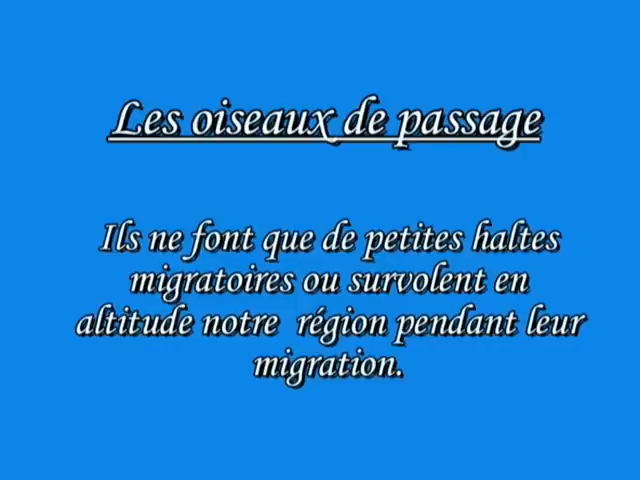 Les oiseaux de passage
Ils ne font que de petites haltes
migratoires ou survolent en
altitude notre région pendant leur
migration.